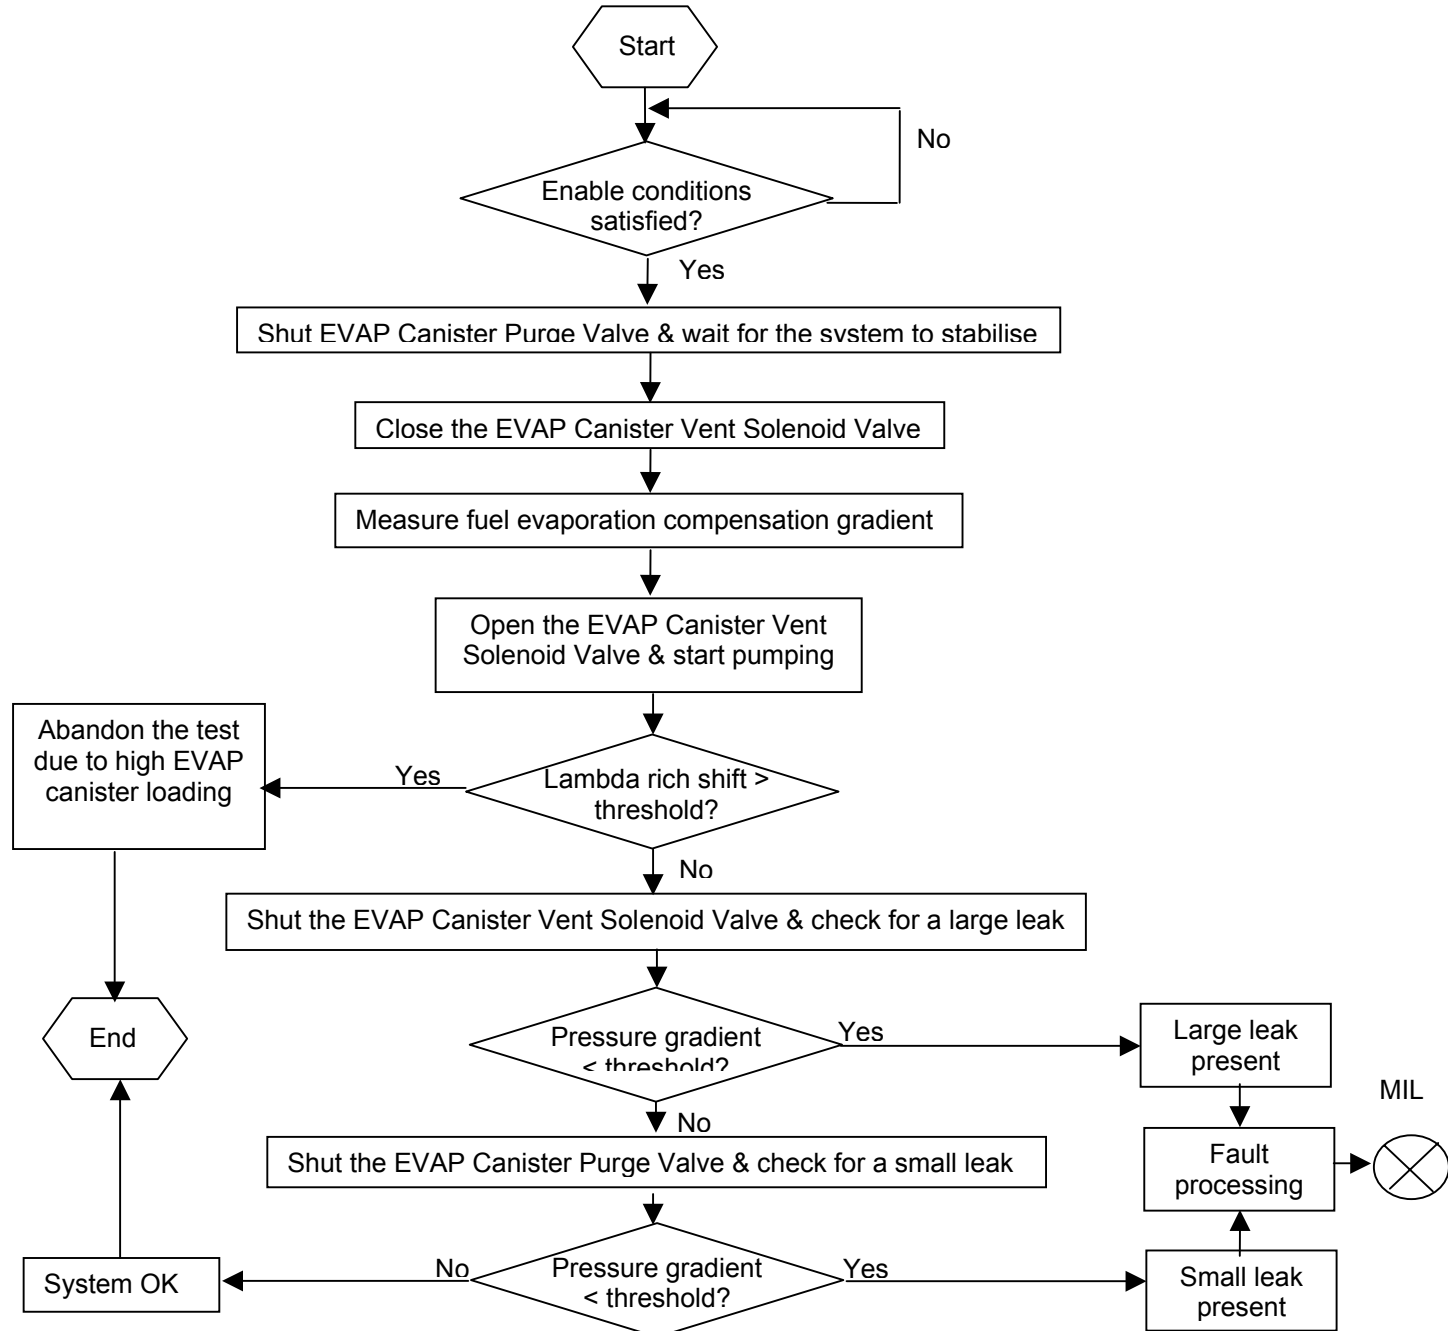 Start
No
Enable conditions
satisfied?
Yes
Shut EVAP Canister Purge Valve & wait for the system to stabilise
Close the EVAP Canister Vent Solenoid Valve
Measure fuel evaporation compensation gradient
Open the EVAP Canister Vent
Solenoid Valve & start pumping
Abandon the test
due to high EVAP
canister loading
Yes
Lambda rich shift >
threshold?
No
Shut the EVAP Canister Vent Solenoid Valve & check for a large leak
End
Pressure gradient
< threshold?
Yes
Large leak
present
MIL
No
Shut the EVAP Canister Purge Valve & check for a small leak
Fault
processing
System OK
No
Pressure gradient
< threshold?
Yes
Small leak
present